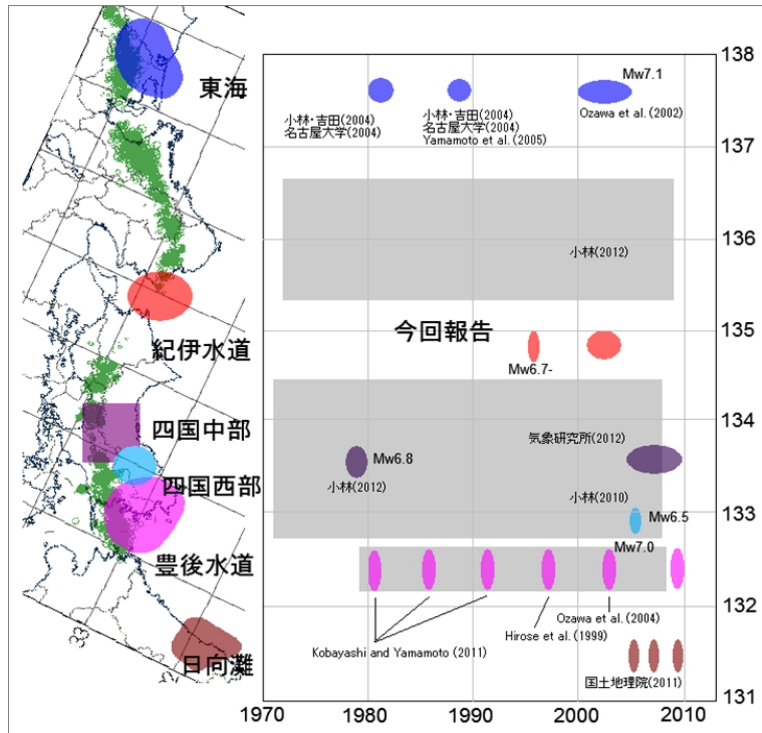 東海
紀伊水道
四国中部
四国西部
豊後水道
日向灘
33
138
137
136
135
134
133
132
131
1970
1980
1990
2000
2010
小林・吉田(2004)
名古屋大学(2004)
小林・吉田(2004)
名古屋大学(2004)
Yamamoto et al. (2005)
Mw7.1
Ozawa et al. (2002)
小林(2012)
今回報告
Mw6.7-
気象研究所(2012)
Mw6.8
小林(2012)
小林(2010)
Mw6.5
Mw7.0
Ozawa et al. (2004)
Hirose et al. (1999)
Kobayashi and Yamamoto (2011)
国土地理院(2011)